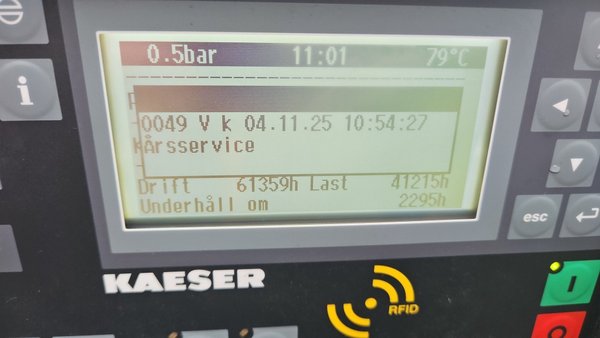 0.5bar 11:01 79°C
0049 V k 04.11.25 10:54:27
Årsservice
Drift 61359h Last 41215h
Underhåll om 2295h
esc
KAESER
RFID